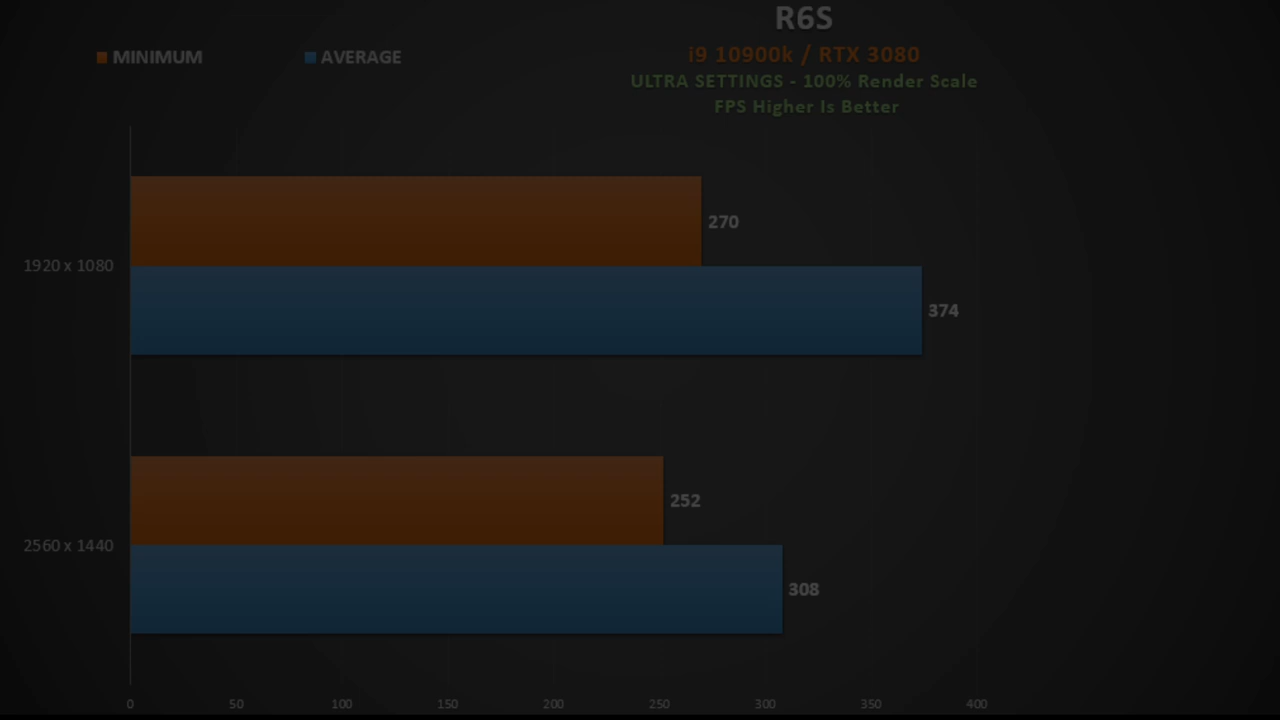 R6S
MINIMUM
AVERAGE
i9 10900k / RTX 3080
ULTRA SETTINGS - 100% Render Scale
FPS Higher Is Better
270
1920 x 1080
374
252
2560 x 1440
308
0 50 100 150 200 250 300 350 400